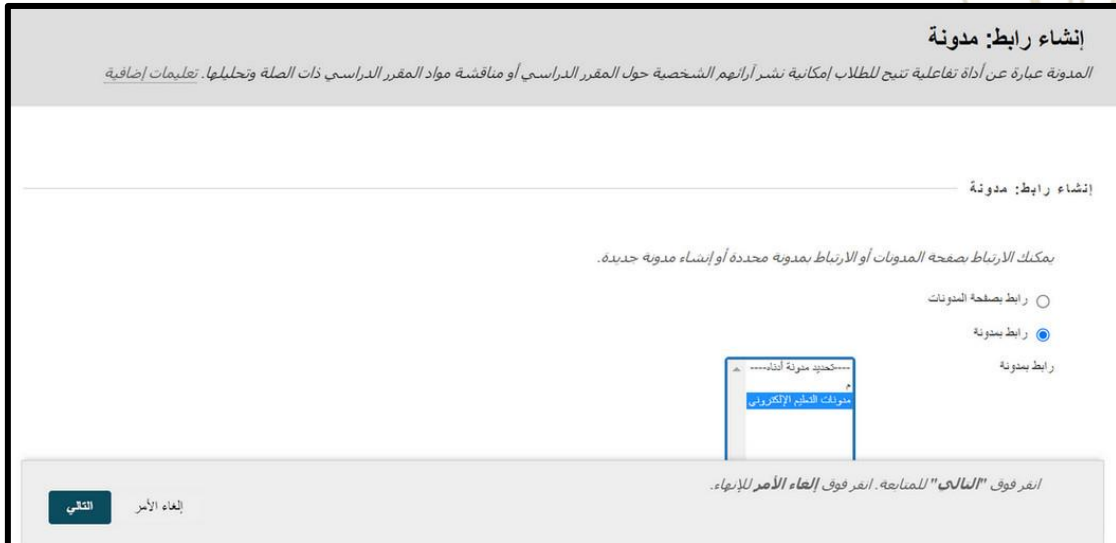 إنشاء رابط: مدونة
المدونة عبارة عن أداة تفاعلية تتيح للطلاب إمكانية نشر آرائهم الشخصية حول المقرر الدراسي أو مناقشة مواد المقرر الدراسي ذات الصلة وتحليلها. تعليمات إضافية
إنشاء رابط: مدونة
يمكنك الارتباط بصفحة المدونات أو الارتباط بمدونة محددة أو إنشاء مدونة جديدة.
رابط بصفحة المدونات
رابط بمدونة
رابط بمدونة
----تحديد مدونة أدناه----
م
مدونات التعليم الإلكتروني
انقر فوق "التالي" للمتابعة. انقر فوق إلغاء الأمر للإنهاء.
إلغاء الأمر
التالي